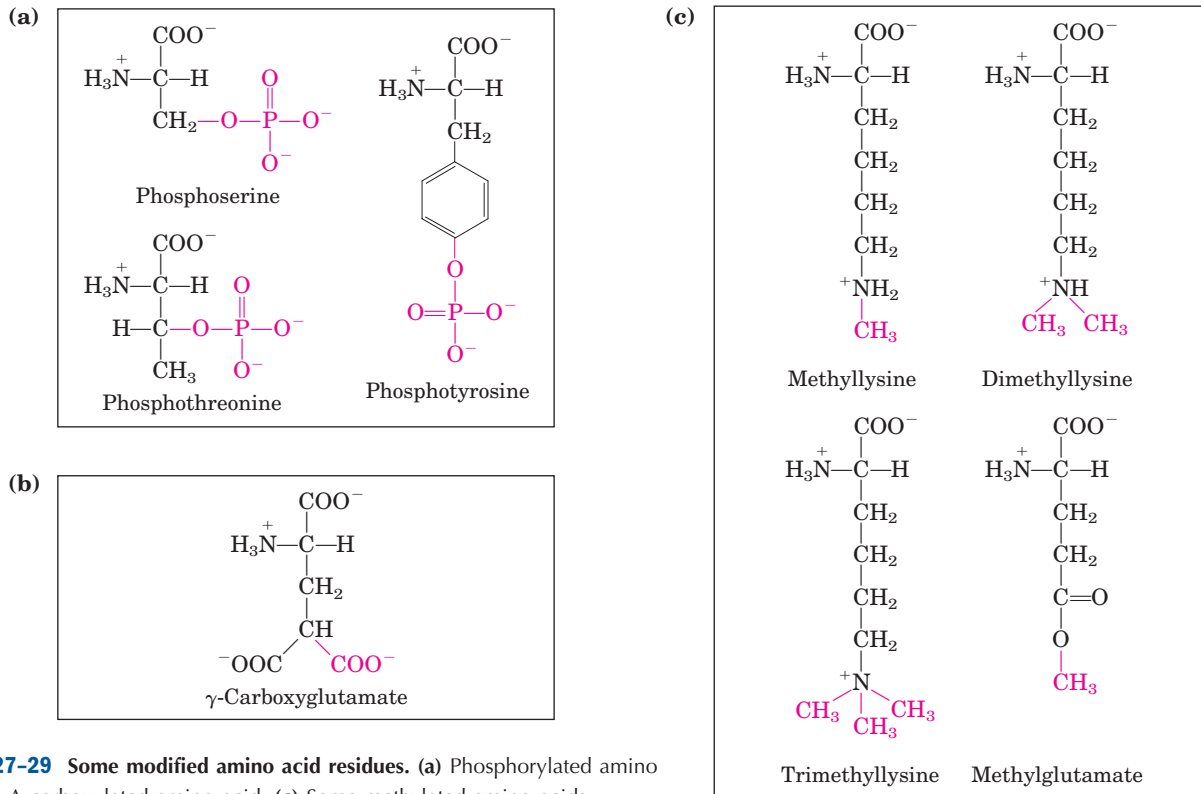 (a)
COO⁻
H₃N⁺—C—H
CH₂—O—P—O⁻
O
O⁻
Phosphoserine
COO⁻
H₃N⁺—C—H
H—C—O—P—O⁻
O
O⁻
CH₃
Phosphothreonine
COO⁻
H₃N⁺—C—H
CH₂
O
O=P—O⁻
O⁻
Phosphotyrosine
(b)
COO⁻
H₃N⁺—C—H
CH₂
CH
⁻OOC COO⁻
γ-Carboxyglutamate
(c)
COO⁻
H₃N⁺—C—H
CH₂
CH₂
CH₂
CH₂
⁺NH₂
CH₃
Methyllysine
COO⁻
H₃N⁺—C—H
CH₂
CH₂
CH₂
CH₂
⁺NH
CH₃ CH₃
Dimethyllysine
COO⁻
H₃N⁺—C—H
CH₂
CH₂
CH₂
CH₂
⁺N
CH₃ CH₃ CH₃
Trimethyllysine
COO⁻
H₃N⁺—C—H
CH₂
CH₂
C=O
O
CH₃
Methylglutamate
27–29 Some modified amino acid residues. (a) Phosphorylated amino